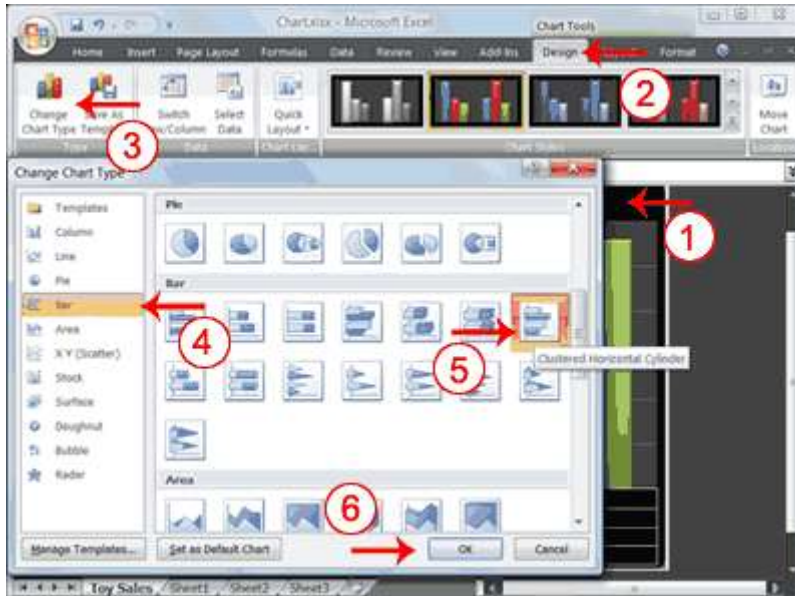 Chart.xlsx - Microsoft Excel
Chart Tools
Home Insert Page Layout Formulas Data Review View Add-Ins Design Format
2
Change Chart Type
Save As
Switch
Select Data
Quick Layout
Move Chart
3
Type
Data
Chart Styles
Change Chart Type
1
Templates
Column
Line
Pie
Bar
Area
X Y (Scatter)
Stock
Surface
Doughnut
Bubble
Radar
Pie
Bar
4
5
Clustered Horizontal Cylinder
Area
6
Manage Templates...
Set as Default Chart
OK
Cancel
Toy Sales Sheet1 Sheet2 Sheet3